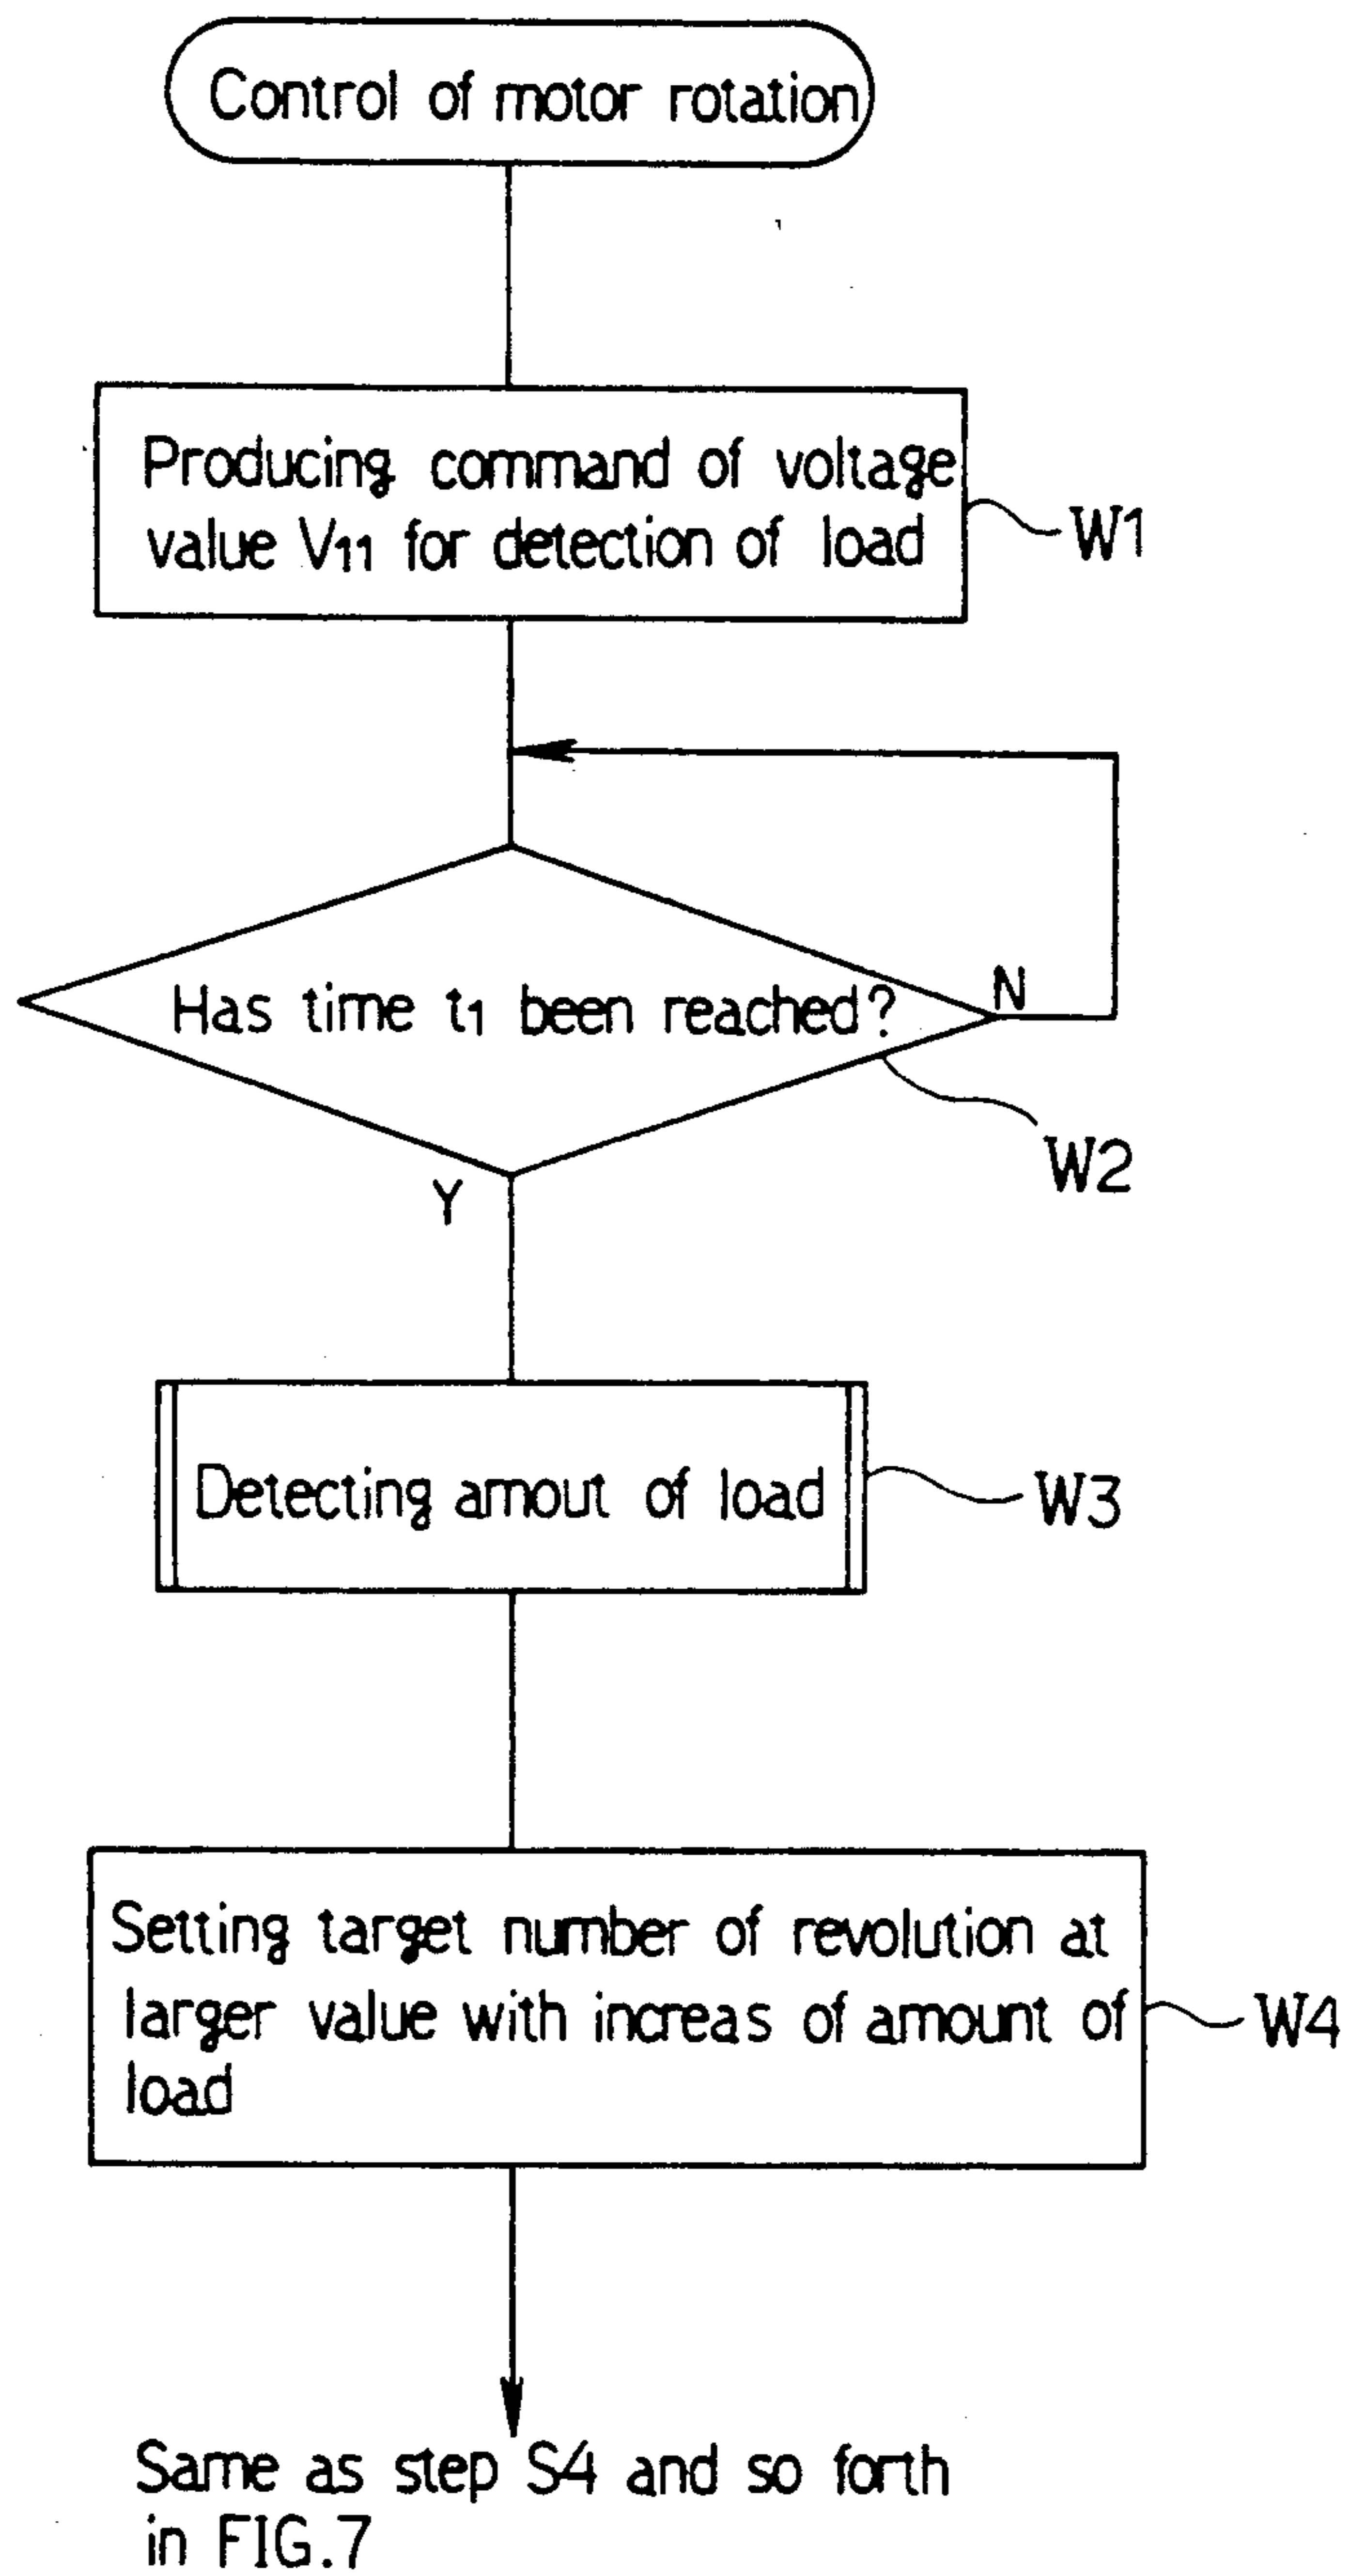 Control of motor rotation
Producing command of voltage
value V11 for detection of load
W1
Has time t1 been reached?
N
W2
Y
Detecting amout of load
W3
Setting target number of revolution at
larger value with increas of amount of
load
W4
Same as step S4 and so forth
in FIG.7